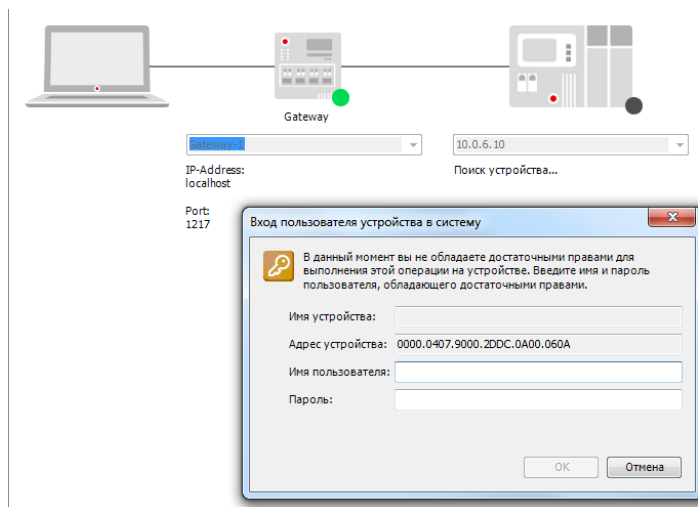 Gateway
Gateway-1
10.0.6.10
IP-Address:
localhost
Поиск устройства...
Port:
1217
Вход пользователя устройства в систему
В данный момент вы не обладаете достаточными правами для
выполнения этой операции на устройстве. Введите имя и пароль
пользователя, обладающего достаточными правами.
Имя устройства:
Адрес устройства: 0000.0407.9000.2DDC.0A00.060A
Имя пользователя:
Пароль:
OK
Отмена